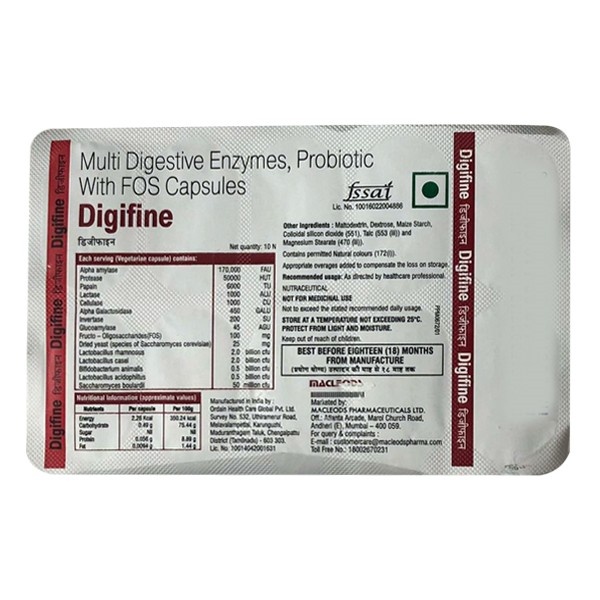 Multi Digestive Enzymes, Probiotic
With FOS Capsules
Digifine
डिजीफाइन
Net quantity: 10 N
Each serving (Vegetarian capsule) contains:
Alpha amylase 170,000 FAU
Protease 50000 HUT
Papain 6000 TU
Lactase 1000 ALU
Cellulase 1000 CU
Alpha Galactosidase 450 GALU
Invertase 200 SU
Glucoamylase 45 AGU
Fructo - Oligosaccharides(FOS) 100 mg
Dried yeast (species of Saccharomyces cerevisiae) 25 mg
Lactobacillus rhamnosus 2.0 billion cfu
Lactobacillus casei 2.0 billion cfu
Bifidobacterium animalis 0.5 billion cfu
Lactobacillus acidophilus 0.5 billion cfu
Saccharomyces boulardii 50 million cfu
Nutritional Information (approximate values)
Nutrients Per capsule Per 100g
Energy 2.26 Kcal 350.24 kcal
Carbohydrate 0.49 g 75.44 g
Sugar Nil Nil
Protein 0.056 g 8.89 g
Fat 0.0094 g 1.44 g
Manufactured in India by :
Ordain Health Care Global Pvt. Ltd.
Survey No. 532, Uthiramerur Road,
Melavalampettai, Karunguzhi,
Maduranthagam Taluk, Chengalpattu
District (Tamilnadu) - 603 303.
Lic. No. 10014042001631
fssai
Lic. No. 10016022004886
Other Ingredients : Maltodextrin, Dextrose, Maize Starch,
Colloidal silicon dioxide (551), Talc (553 (iii)) and
Magnesium Stearate (470 (iii)).
Contains permitted Natural colours (172(i)).
Appropriate overages added to compensate the loss on storage.
Recommended usage: As directed by healthcare professional.
NUTRACEUTICAL
NOT FOR MEDICINAL USE
Not to exceed the stated recommended daily usage.
STORE AT A TEMPERATURE NOT EXCEEDING 25°C.
PROTECT FROM LIGHT AND MOISTURE.
Keep out of reach of children.
BEST BEFORE EIGHTEEN (18) MONTHS
FROM MANUFACTURE
MACLEODS
Marketed by:
MACLEODS PHARMACEUTICALS LTD.
Off.: Atlanta Arcade, Marol Church Road,
Andheri (E), Mumbai – 400 059.
For query & complaints :
E-mail : customercare@macleodspharma.com
Toll Free No.: 18002670231
Digifine डिजीफाइन Digifine डिजीफाइन Digifine डिजीफाइन
Digifine डिजीफाइन Digifine डिजीफाइन Digifine डिजीफाइन